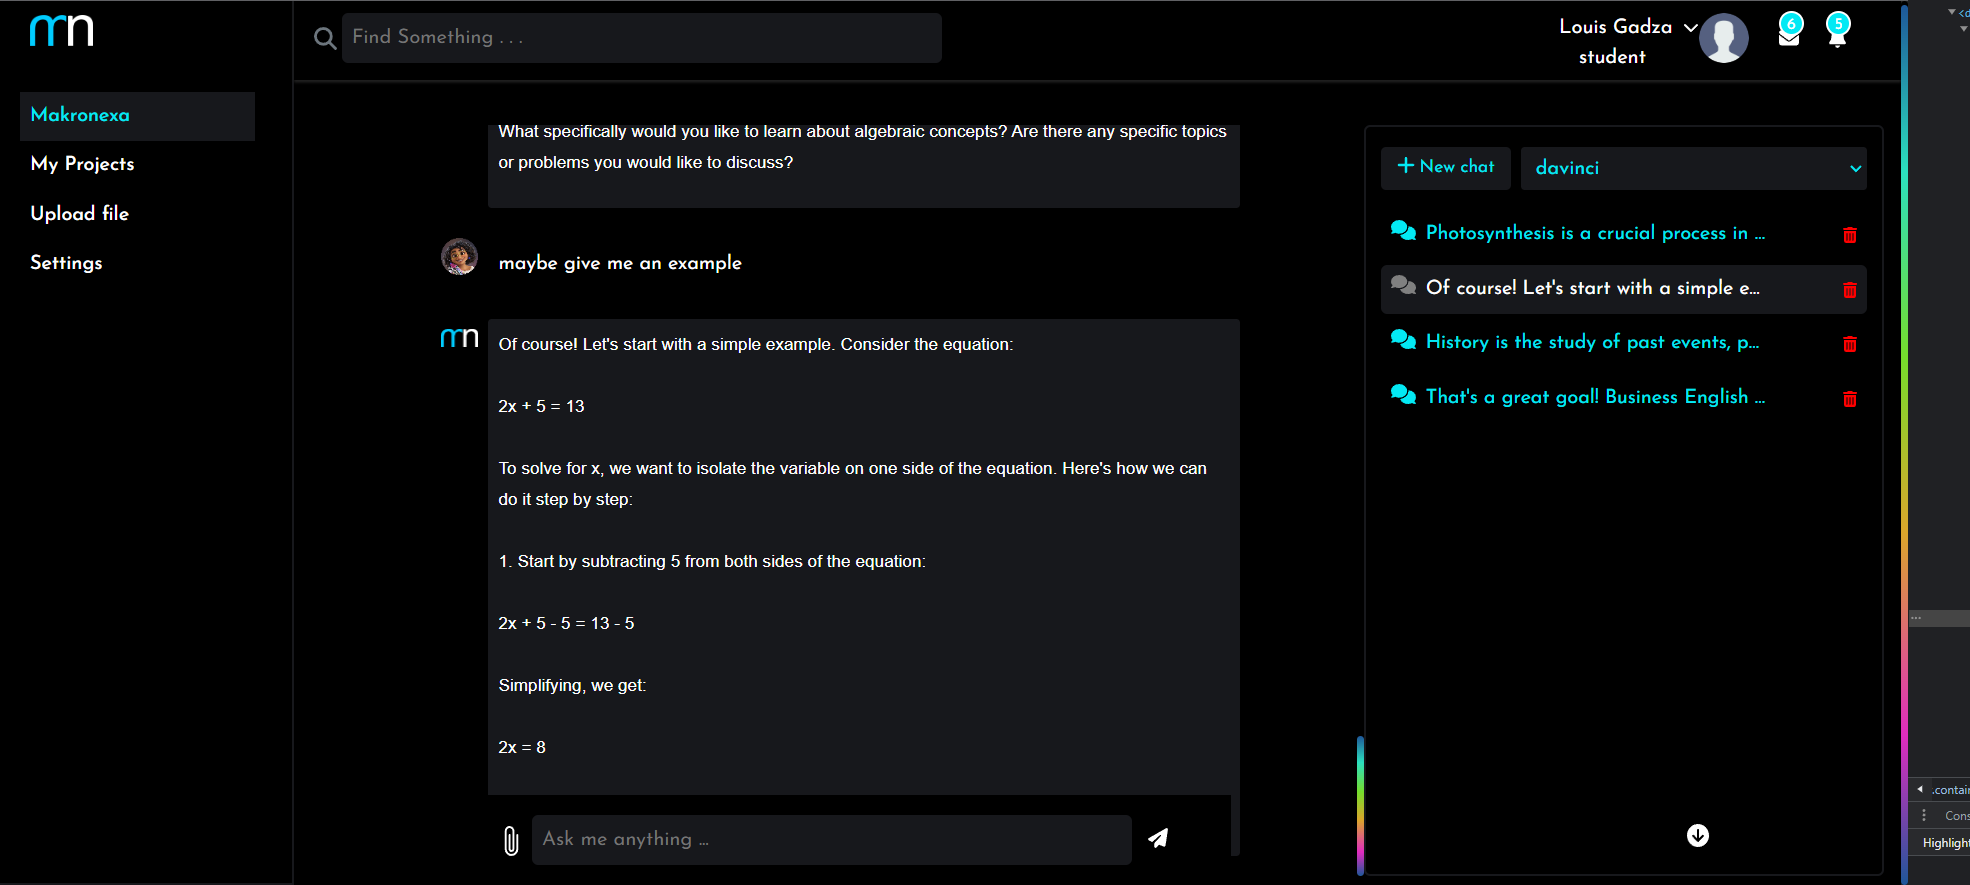 mn
Find Something . . .
Louis Gadza
student
6
5
Makronexa
My Projects
Upload file
Settings
What specifically would you like to learn about algebraic concepts? Are there any specific topics
or problems you would like to discuss?
maybe give me an example
mn
Of course! Let's start with a simple example. Consider the equation:
2x + 5 = 13
To solve for x, we want to isolate the variable on one side of the equation. Here's how we can
do it step by step:
1. Start by subtracting 5 from both sides of the equation:
2x + 5 - 5 = 13 - 5
Simplifying, we get:
2x = 8
Ask me anything ...
+ New chat
davinci
Photosynthesis is a crucial process in ...
Of course! Let's start with a simple e...
History is the study of past events, p...
That's a great goal! Business English ...
<d
...
.contain
Cons
Highlight